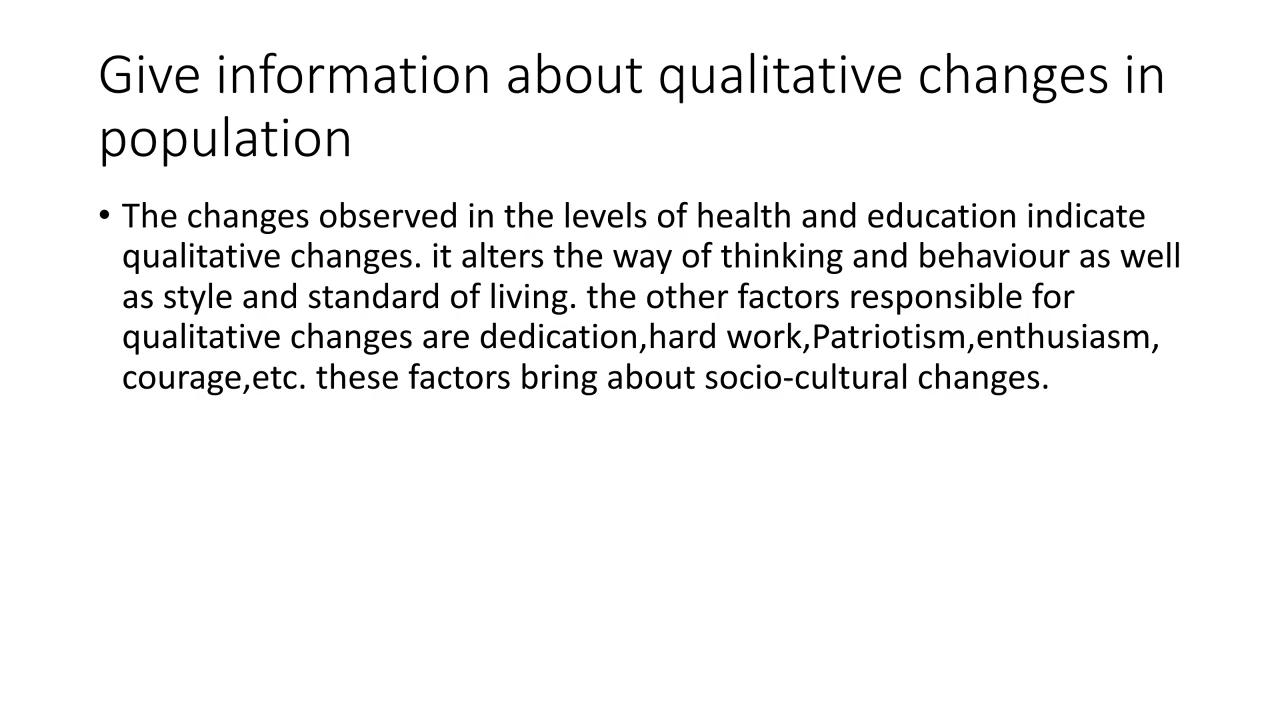 Give information about qualitative changes in
population
• The changes observed in the levels of health and education indicate
qualitative changes. it alters the way of thinking and behaviour as well
as style and standard of living. the other factors responsible for
qualitative changes are dedication,hard work,Patriotism,enthusiasm,
courage,etc. these factors bring about socio-cultural changes.